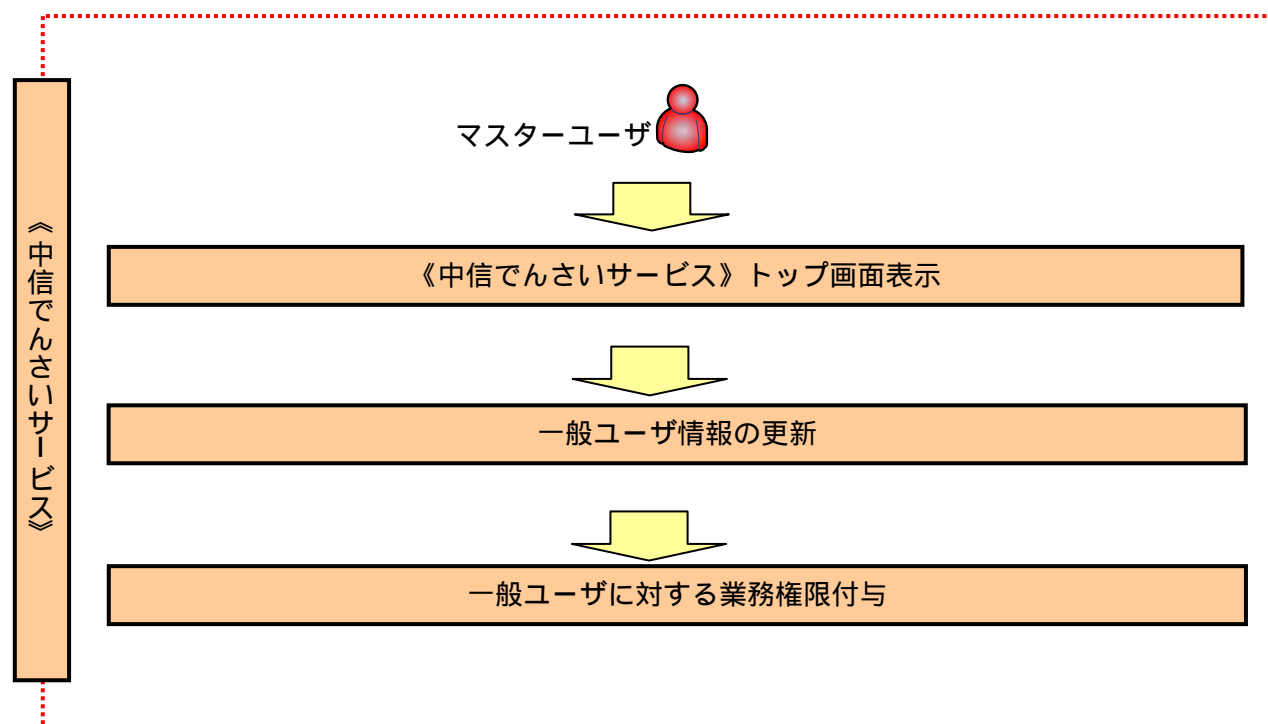 マスターユーザ
《中信でんさいサービス》
《中信でんさいサービス》トップ画面表示
一般ユーザ情報の更新
一般ユーザに対する業務権限付与